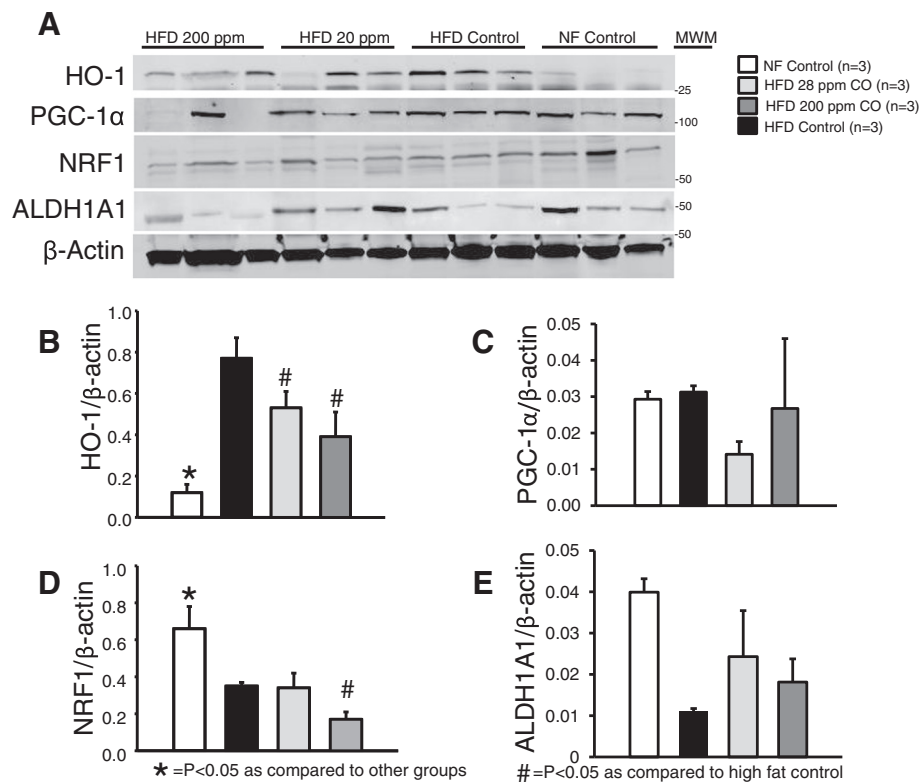 A
HFD 200 ppm HFD 20 ppm HFD Control NF Control MWM
HO-1
-25
PGC-1α
-100
NRF1
-50
ALDH1A1
-50
-50
β-Actin
NF Control (n=3)
HFD 28 ppm CO (n=3)
HFD 200 ppm CO (n=3)
HFD Control (n=3)
B
HO-1/β-actin
1.0
0.8
0.6
0.4
0.2
0.0
*
#
#
C
PGC-1α/β-actin
0.05
0.04
0.03
0.02
0.01
0.00
D
NRF1/β-actin
1.0
0.8
0.6
0.4
0.2
0.0
*
#
* =P<0.05 as compared to other groups
E
ALDH1A1/β-actin
0.05
0.04
0.03
0.02
0.01
0
#=P<0.05 as compared to high fat control